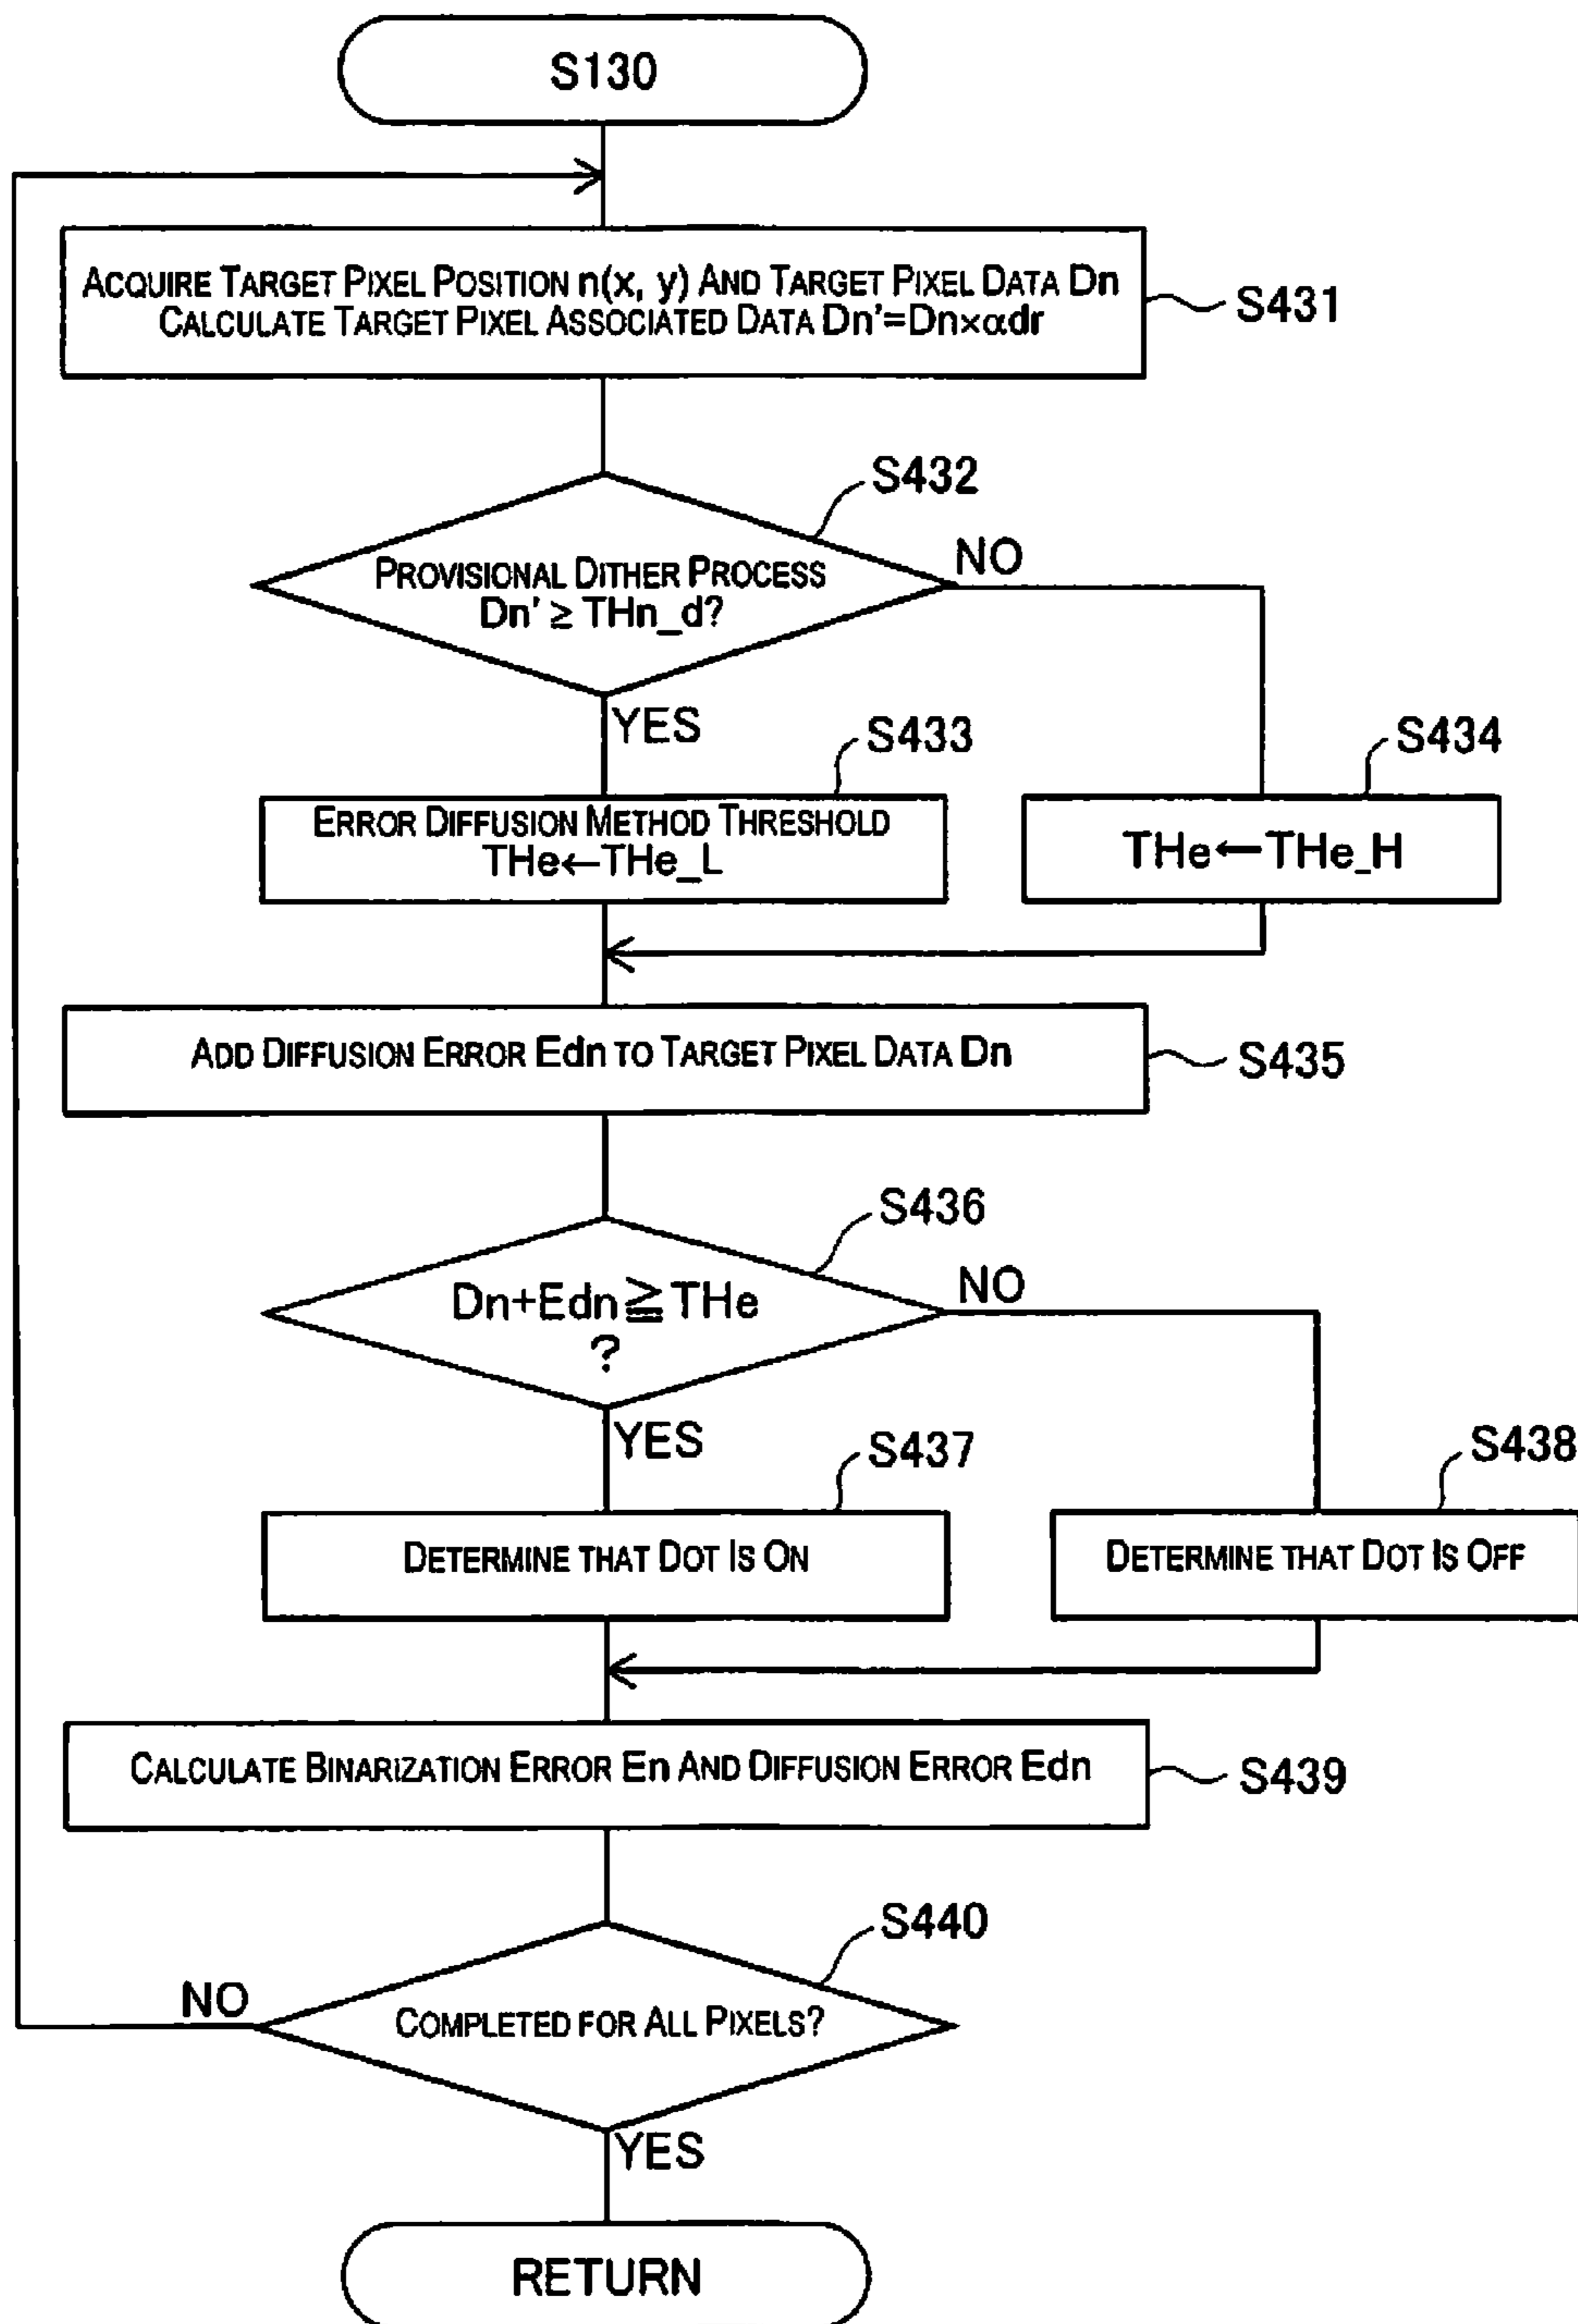 S130
ACQUIRE TARGET PIXEL POSITION n(x, y) AND TARGET PIXEL DATA Dn
CALCULATE TARGET PIXEL ASSOCIATED DATA Dn'=Dn×αdr
S431
S432
PROVISIONAL DITHER PROCESS
Dn' ≥ THn_d?
NO
YES
S433
S434
ERROR DIFFUSION METHOD THRESHOLD
THe←THe_L
THe←THe_H
ADD DIFFUSION ERROR Edn TO TARGET PIXEL DATA Dn
S435
S436
Dn+Edn≧THe
?
NO
YES
S437
S438
DETERMINE THAT DOT IS ON
DETERMINE THAT DOT IS OFF
CALCULATE BINARIZATION ERROR En AND DIFFUSION ERROR Edn
S439
S440
NO
COMPLETED FOR ALL PIXELS?
YES
RETURN